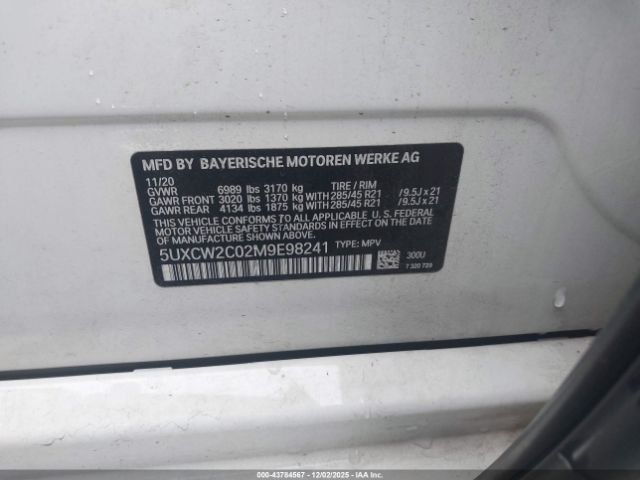 MFD BY BAYERISCHE MOTOREN WERKE AG
11/20 TIRE / RIM
GVWR 6989 lbs 3170 kg
GAWR FRONT 3020 lbs 1370 kg WITH 285/45 R21 /9.5J x 21
GAWR REAR 4134 lbs 1875 kg WITH 285/45 R21 /9.5J x 21
THIS VEHICLE CONFORMS TO ALL APPLICABLE U.S. FEDERAL
MOTOR VEHICLE SAFETY STANDARDS IN EFFECT ON THE DATE OF
MANUFACTURE SHOWN ABOVE.
5UXCW2C02M9E98241 TYPE: MPV
300U
7 320 729
000-43784567 - 12/02/2025 - IAA, Inc.